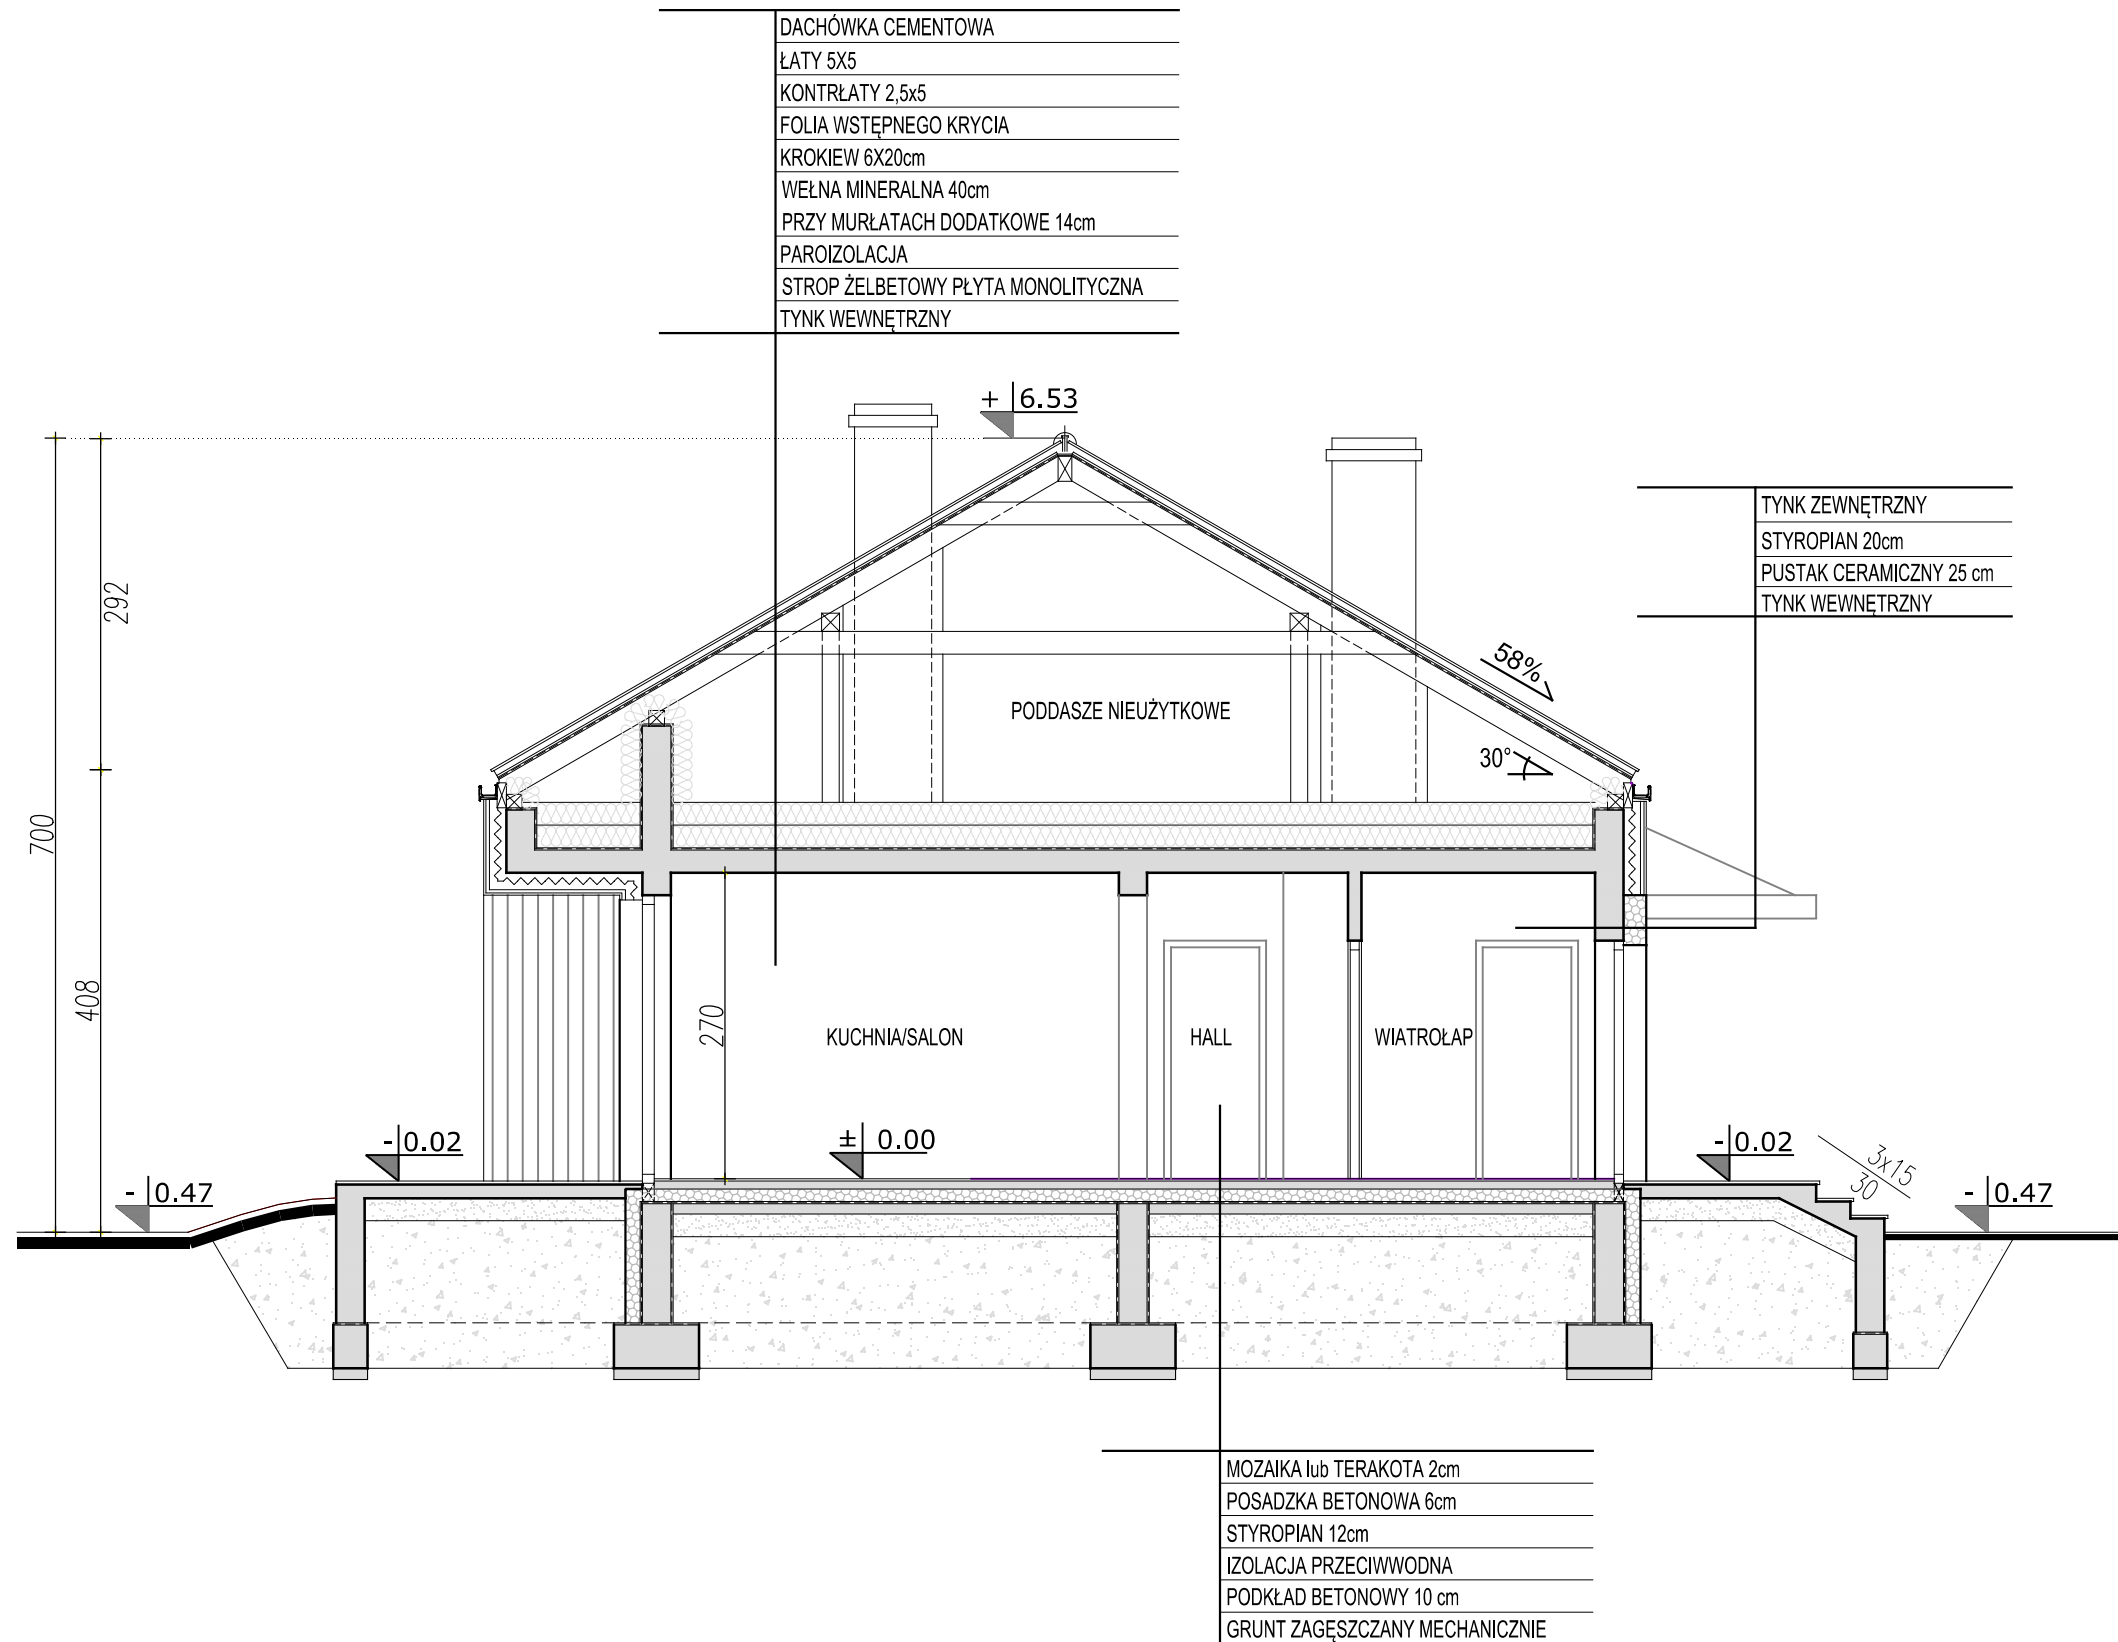 DACHÓWKA CEMENTOWA
ŁATY 5X5
KONTRŁATY 2,5x5
FOLIA WSTĘPNEGO KRYCIA
KROKIEW 6X20cm
WEŁNA MINERALNA 40cm
PRZY MURŁATACH DODATKOWE 14cm
PAROIZOLACJA
STROP ŻELBETOWY PŁYTA MONOLITYCZNA
TYNK WEWNĘTRZNY
+ 6.53
TYNK ZEWNĘTRZNY
STYROPIAN 20cm
PUSTAK CERAMICZNY 25 cm
TYNK WEWNĘTRZNY
292
58%
PODDASZE NIEUŻYTKOWE
30°
700
408
270
KUCHNIA/SALON
HALL
WIATROŁAP
-0.02
± 0.00
-0.02
3x15
30
- 0.47
- 0.47
MOZAIKA lub TERAKOTA 2cm
POSADZKA BETONOWA 6cm
STYROPIAN 12cm
IZOLACJA PRZECIWWODNA
PODKŁAD BETONOWY 10 cm
GRUNT ZAGĘSZCZANY MECHANICZNIE